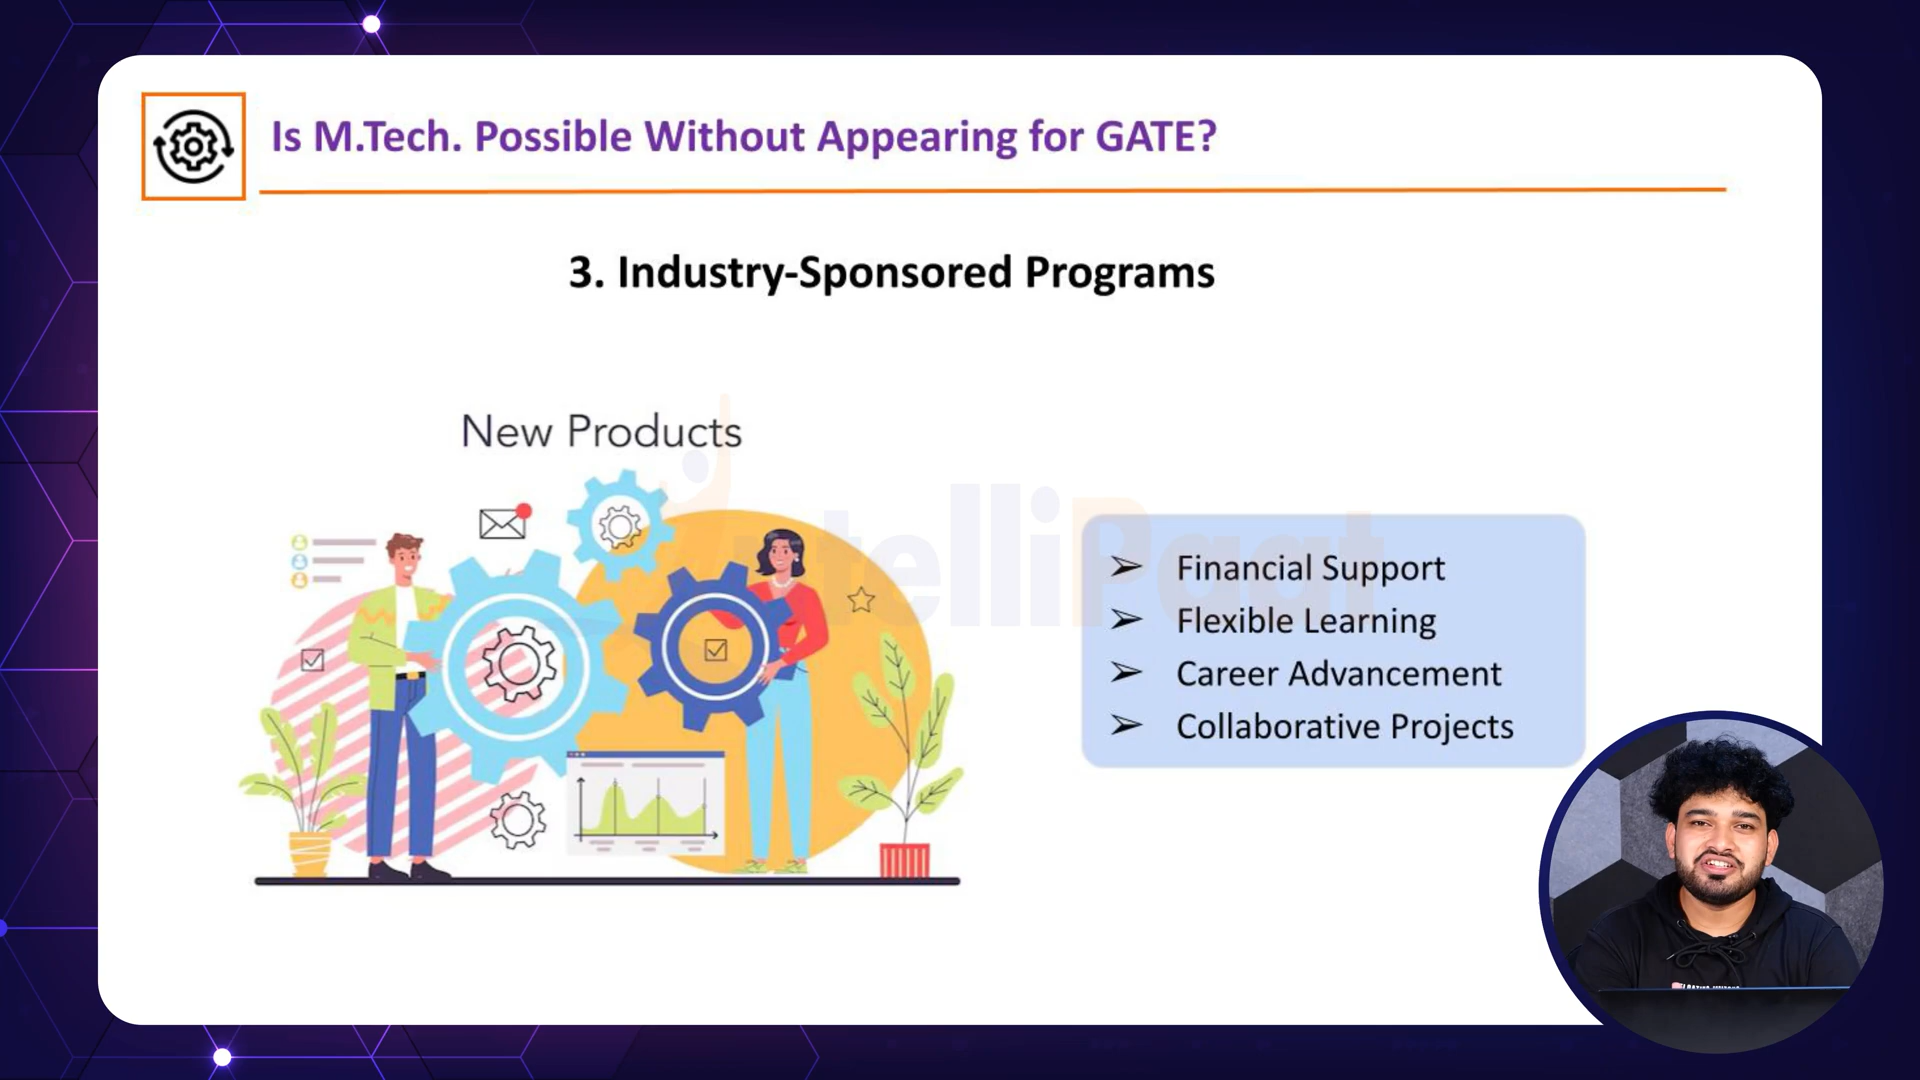 Is M.Tech. Possible Without Appearing for GATE?
3. Industry-Sponsored Programs
New Products
IntelliPaat
➢ Financial Support
➢ Flexible Learning
➢ Career Advancement
➢ Collaborative Projects